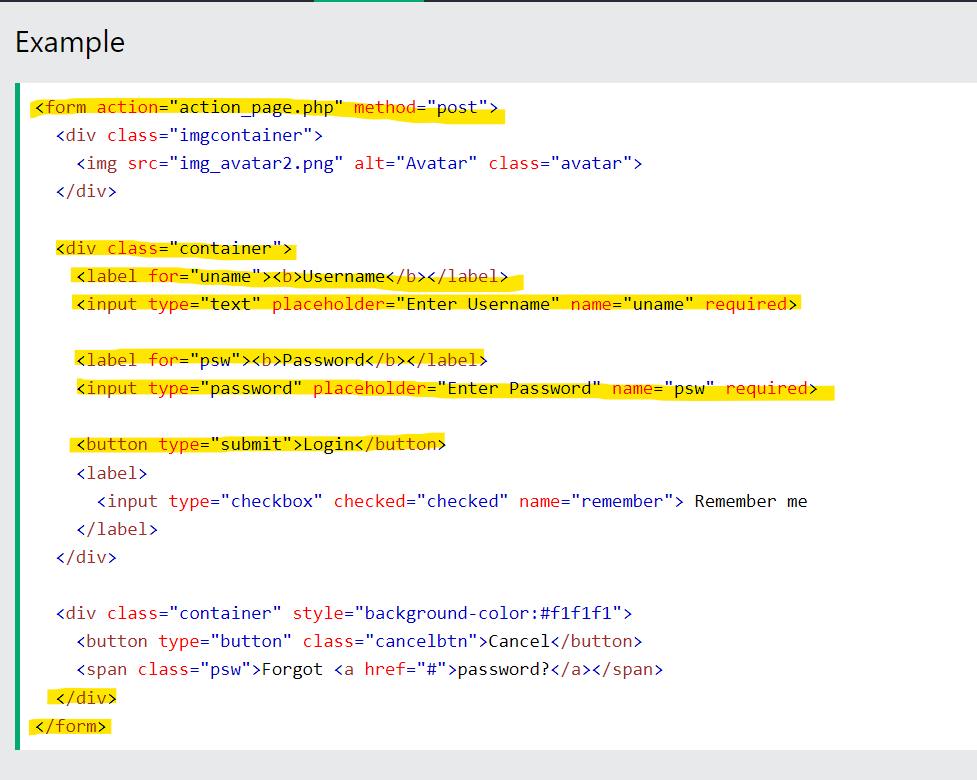 Example
<form action="action_page.php" method="post">
<div class="imgcontainer">
<img src="img_avatar2.png" alt="Avatar" class="avatar">
</div>
<div class="container">
<label for="uname"><b>Username</b></label>
<input type="text" placeholder="Enter Username" name="uname" required>
<label for="psw"><b>Password</b></label>
<input type="password" placeholder="Enter Password" name="psw" required>
<button type="submit">Login</button>
<label>
<input type="checkbox" checked="checked" name="remember"> Remember me
</label>
</div>
<div class="container" style="background-color:#f1f1f1">
<button type="button" class="cancelbtn">Cancel</button>
<span class="psw">Forgot <a href="#">password?</a></span>
</div>
</form>